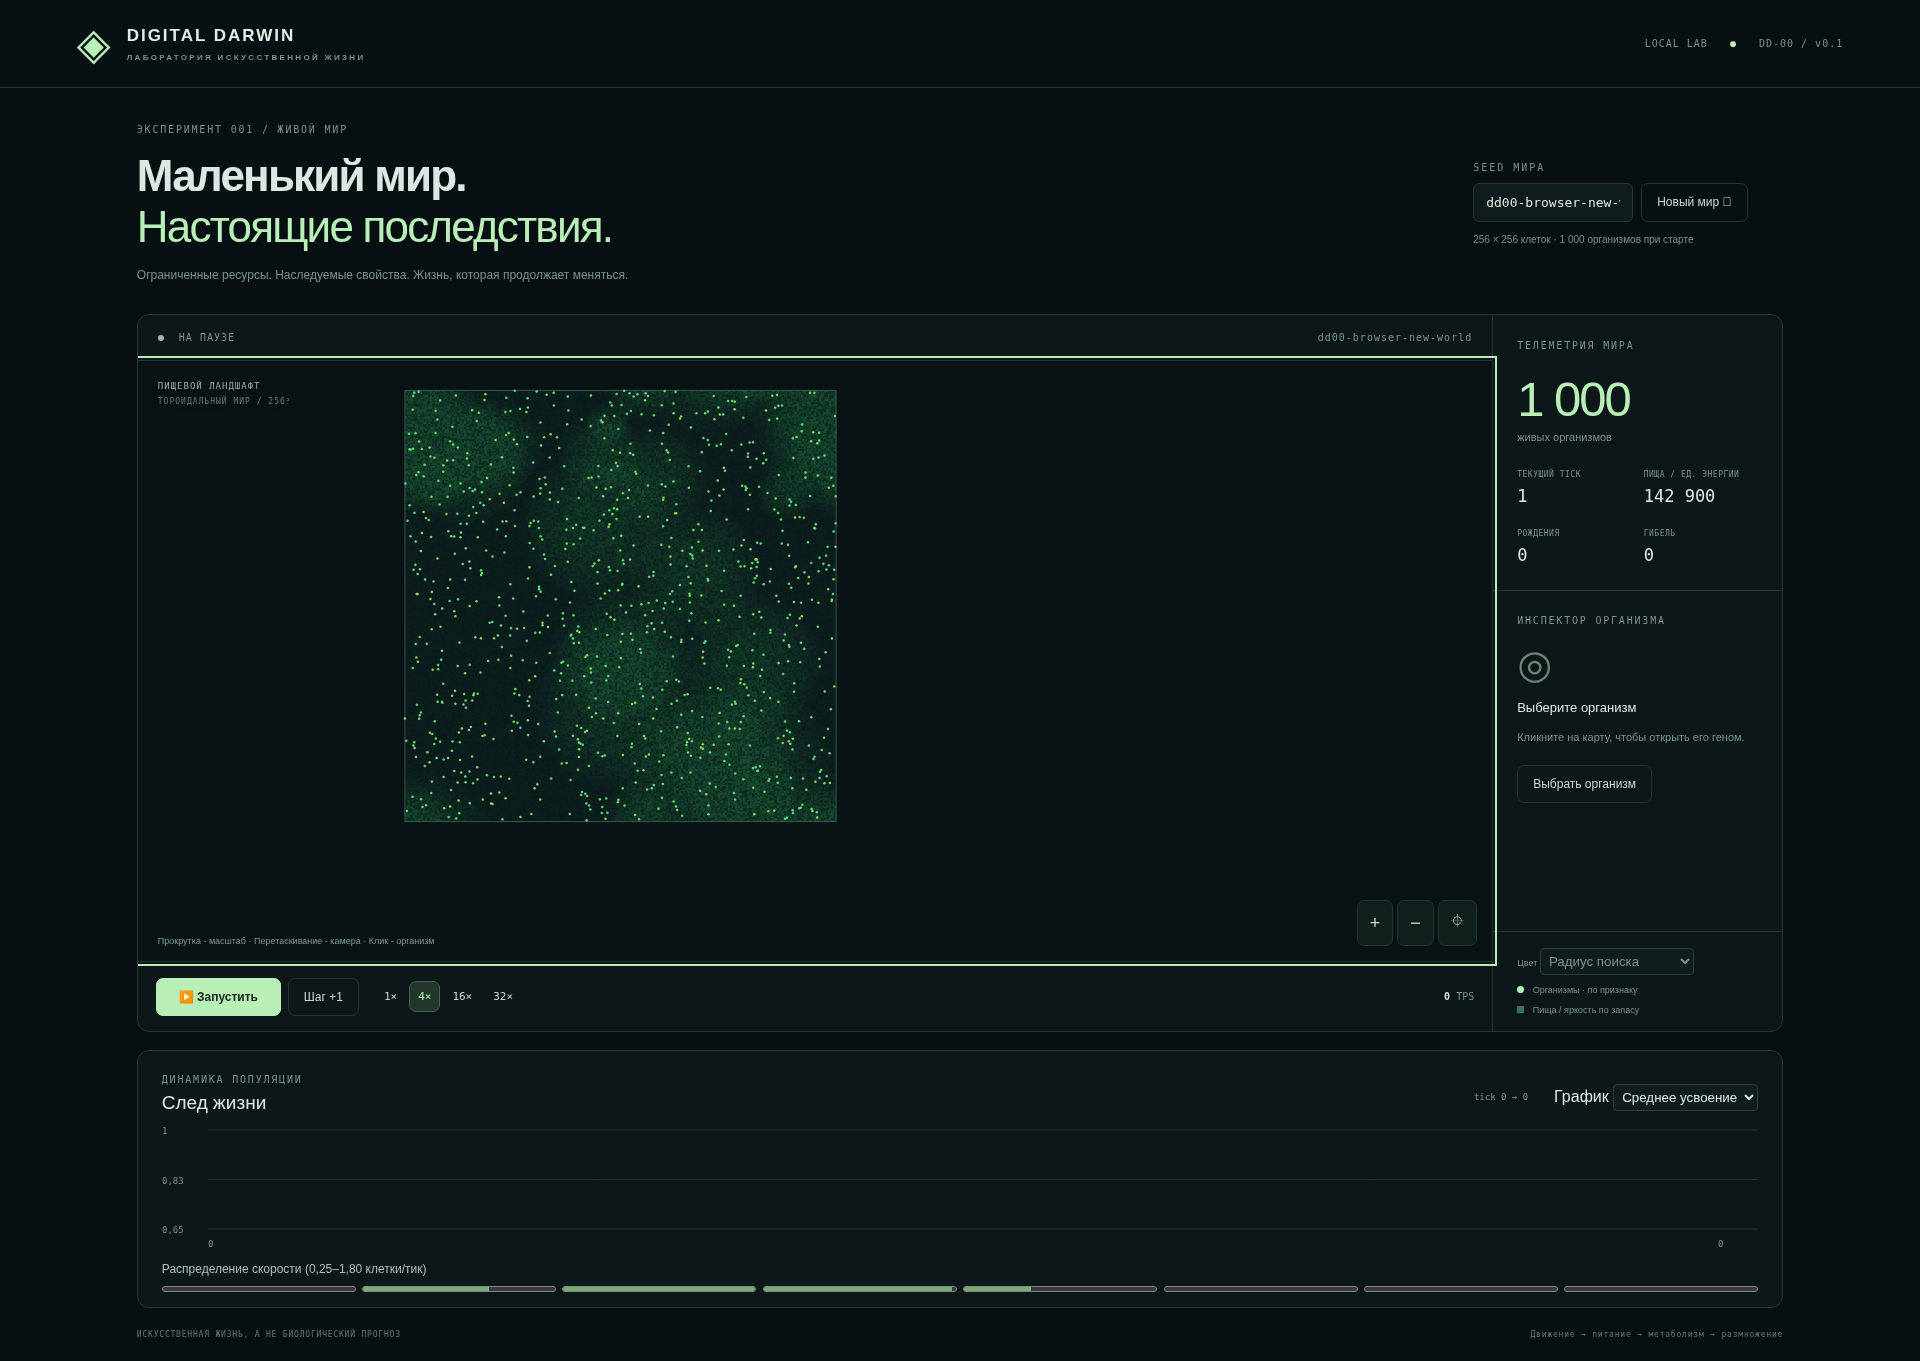 DIGITAL DARWIN
ЛАБОРАТОРИЯ ИСКУССТВЕННОЙ ЖИЗНИ
LOCAL LAB
DD-00 / v0.1
ЭКСПЕРИМЕНТ 001 / ЖИВОЙ МИР
Маленький мир.
Настоящие последствия.
Ограниченные ресурсы. Наследуемые свойства. Жизнь, которая продолжает меняться.
SEED МИРА
dd00-browser-new-
Новый мир
256 × 256 клеток · 1 000 организмов при старте
НА ПАУЗЕ
dd00-browser-new-world
ПИЩЕВОЙ ЛАНДШАФТ
ТОРОИДАЛЬНЫЙ МИР / 256²
Прокрутка - масштаб · Перетаскивание - камера · Клик - организм
+
−
Запустить
Шаг +1
1×
4×
16×
32×
0 TPS
ТЕЛЕМЕТРИЯ МИРА
1 000
живых организмов
ТЕКУЩИЙ TICK
ПИЩА / ЕД. ЭНЕРГИИ
1
142 900
РОЖДЕНИЯ
ГИБЕЛЬ
0
0
ИНСПЕКТОР ОРГАНИЗМА
Выберите организм
Кликните на карту, чтобы открыть его геном.
Выбрать организм
Цвет
Радиус поиска
Организмы · по признаку
Пища / яркость по запасу
ДИНАМИКА ПОПУЛЯЦИИ
След жизни
tick 0 → 0
График
Среднее усвоение
1
0,83
0,65
0
0
Распределение скорости (0,25–1,80 клетки/тик)
ИСКУССТВЕННАЯ ЖИЗНЬ, А НЕ БИОЛОГИЧЕСКИЙ ПРОГНОЗ
Движение → питание → метаболизм → размножение